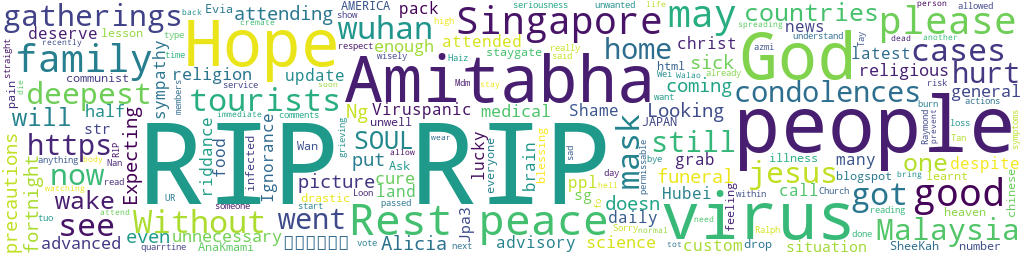 gatherings
Hope
attending
wuhan
pack
Singapore
may
countries
please
family
deepest
religion
deserve
lesson
Evia
back
cremate
communist
sympathy
update
tourists
enough
attended
staygate
Haiz
show
AMERICA
respect
wisely
seriousness
unwanted
high
really
said
home
christ
sick
html
Wei
Walao
already
coming
news
life
God
latest
religious
cases
hurt
general
person
allowed
understand
dead
another
azmi
spreading
Tay
Amitabha
Viruspanic
Mdm
stay
medical
Shame
looking
condolences
people
will
half
str
https
pain
straight
die
recently
type
time
members
service
soon
immediate
comments
Ng
unwell
SOUL
put
Ask
cure
land
Loon
passed
RIP RIP
Expecting
riddance
food
infected
Ignorance
Wan
picture
drastic
UR
start
someone
grieving
wear
allow
day
lucky
everyone
brain
blessing
ppl
sg
sad
mask
JAPAN
permissable
want
bye
still
grab
funeral
Hubei
jesus
call
illness
many
blogspot
Church
reading
one
despite
learnt
bring
heaven
got
good
Raymond
prevents
burn
risk
loss
Tan
actions
symptoms
chinese
precautions
fortnight
now
see
wake
advanced
anything
body
RIP
Nan
read
watching
tuo
attend
quarrtine
Without
went
even
unnecessary
AnaKmami
vote
next
Rest peace
Alicia
Jpa3
advisory
daily
science
doesn
fo
hell
Sorry
normal
feeling
within
need
tot
custom
drop
Ralph
situation
virus
done
Malaysia
SheeKah
number